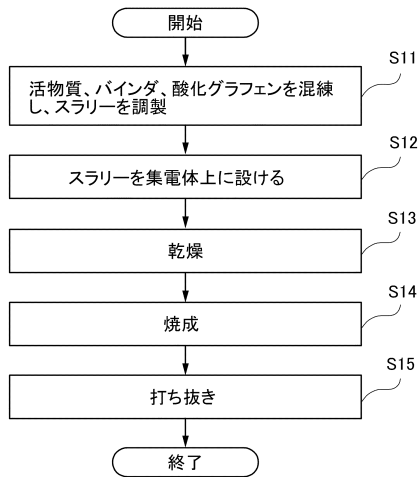 開始
S11
活物質、バインダ、酸化グラフェンを混練
し、スラリーを調製
S12
スラリーを集電体上に設ける
S13
乾燥
S14
焼成
S15
打ち抜き
終了